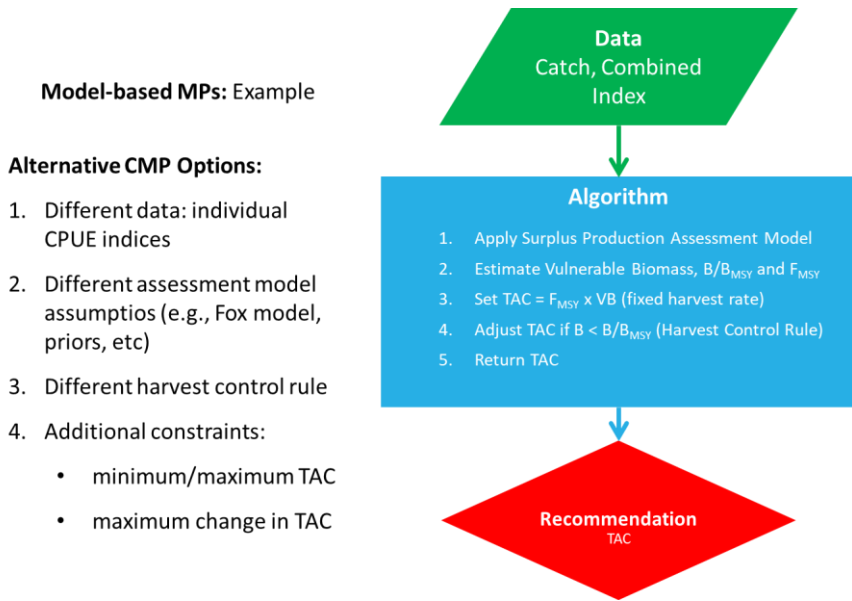 Model-based MPs: Example
Alternative CMP Options:
1. Different data: individual
CPUE indices
2. Different assessment model
assumptios (e.g., Fox model,
priors, etc)
3. Different harvest control rule
4. Additional constraints:
• minimum/maximum TAC
• maximum change in TAC
Data
Catch, Combined
Index
Algorithm
1. Apply Surplus Production Assessment Model
2. Estimate Vulnerable Biomass, B/BMSY and FMSY
3. Set TAC = FMSY x VB (fixed harvest rate)
4. Adjust TAC if B < B/BMSY (Harvest Control Rule)
5. Return TAC
Recommendation
TAC